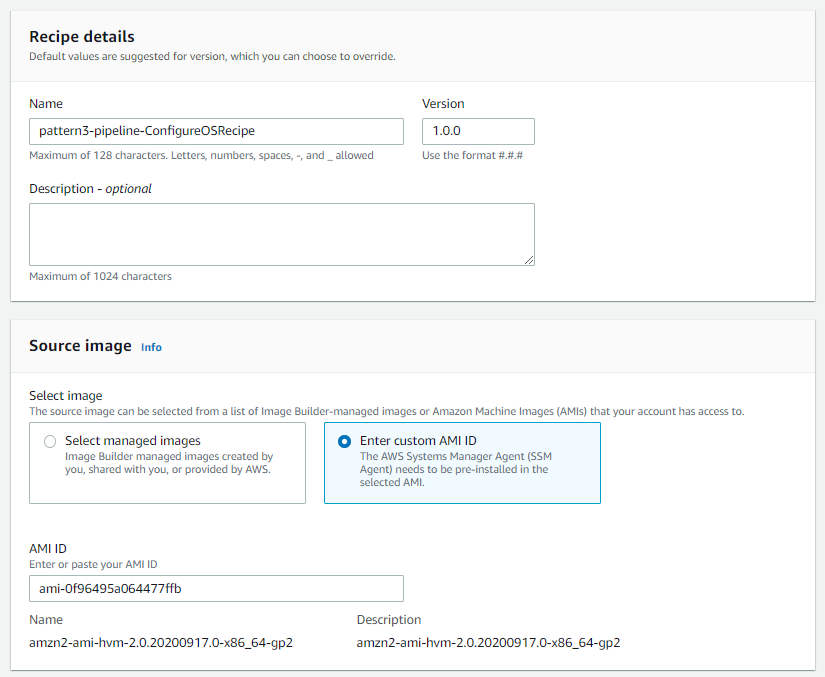 Recipe details
Default values are suggested for version, which you can choose to override.
Name
Version
pattern3-pipeline-ConfigureOSRecipe
1.0.0
Maximum of 128 characters. Letters, numbers, spaces, -, and _ allowed
Use the format #.#.#
Description - optional
Maximum of 1024 characters
Source image Info
Select image
The source image can be selected from a list of Image Builder-managed images or Amazon Machine Images (AMIs) that your account has access to.
Select managed images
Image Builder managed images created by
you, shared with you, or provided by AWS.
Enter custom AMI ID
The AWS Systems Manager Agent (SSM
Agent) needs to be pre-installed in the
selected AMI.
AMI ID
Enter or paste your AMI ID
ami-0f96495a064477ffb
Name
Description
amzn2-ami-hvm-2.0.20200917.0-x86_64-gp2
amzn2-ami-hvm-2.0.20200917.0-x86_64-gp2